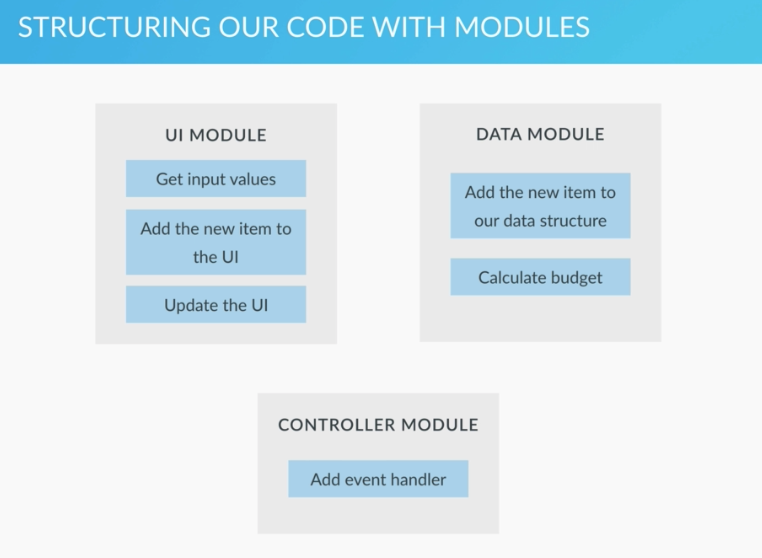 STRUCTURING OUR CODE WITH MODULES
UI MODULE
Get input values
Add the new item to
the UI
Update the UI
DATA MODULE
Add the new item to
our data structure
Calculate budget
CONTROLLER MODULE
Add event handler